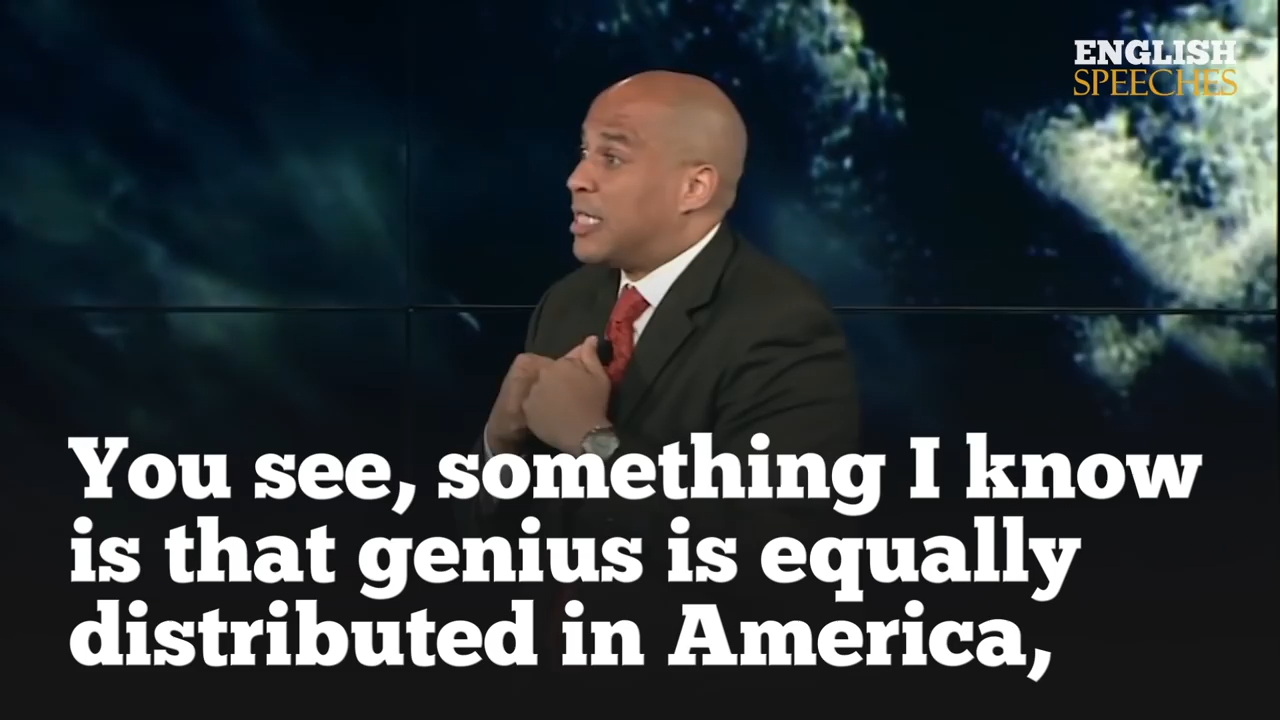 ENGLISH
SPEECHES
You see, something I know
is that genius is equally
distributed in America,